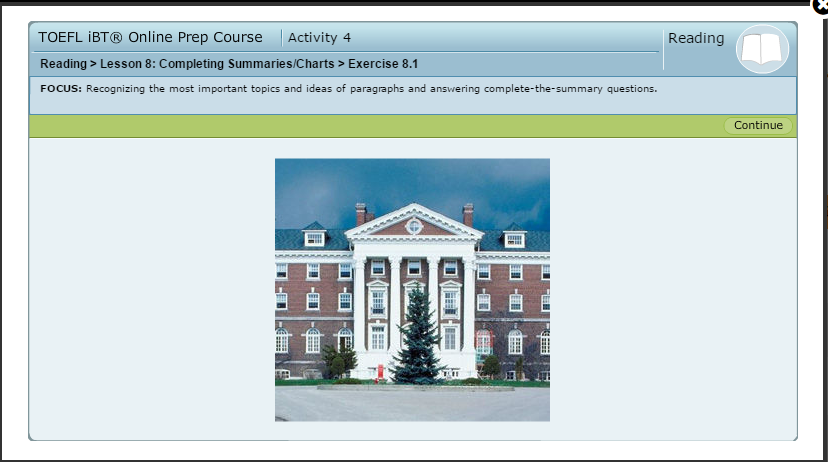 TOEFL iBT® Online Prep Course Activity 4
Reading
Reading > Lesson 8: Completing Summaries/Charts > Exercise 8.1
FOCUS: Recognizing the most important topics and ideas of paragraphs and answering complete-the-summary questions.
Continue